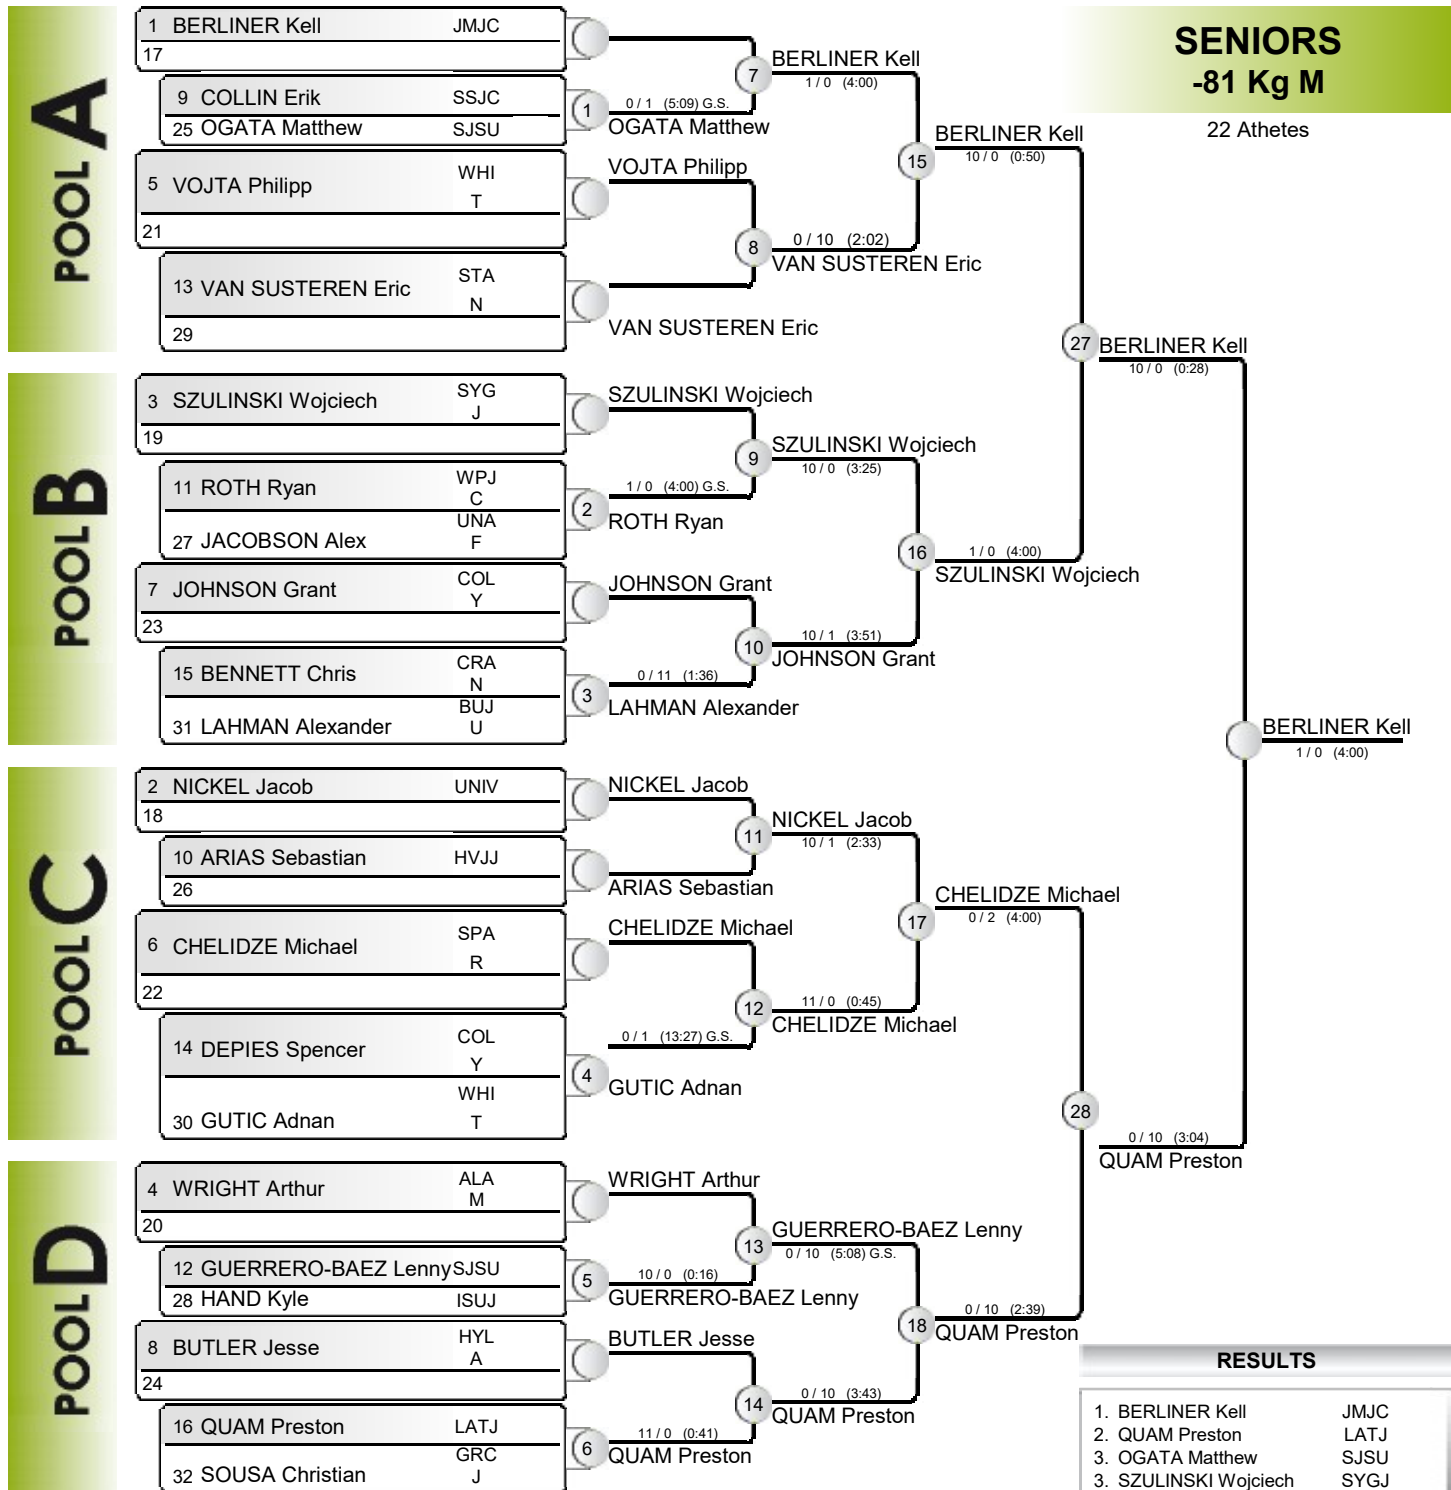 SENIORS
-81 Kg M
22 Athetes
POOL A
1 BERLINER Kell JMJC
17
9 COLLIN Erik SSJC
25 OGATA Matthew SJSU
5 VOJTA Philipp WHI
T
21
13 VAN SUSTEREN Eric STA
N
29
1
0 / 1 (5:09) G.S.
OGATA Matthew
VOJTA Philipp
VAN SUSTEREN Eric
7
BERLINER Kell
1 / 0 (4:00)
8
0 / 10 (2:02)
VAN SUSTEREN Eric
15
BERLINER Kell
10 / 0 (0:50)
POOL B
3 SZULINSKI Wojciech SYG
J
19
11 ROTH Ryan WPJ
C
27 JACOBSON Alex UNA
F
7 JOHNSON Grant COL
Y
23
15 BENNETT Chris CRA
N
31 LAHMAN Alexander BUJ
U
SZULINSKI Wojciech
2
1 / 0 (4:00) G.S.
ROTH Ryan
JOHNSON Grant
3
0 / 11 (1:36)
LAHMAN Alexander
9
SZULINSKI Wojciech
10 / 0 (3:25)
10
10 / 1 (3:51)
JOHNSON Grant
16
1 / 0 (4:00)
SZULINSKI Wojciech
27
BERLINER Kell
10 / 0 (0:28)
BERLINER Kell
1 / 0 (4:00)
POOL C
2 NICKEL Jacob UNIV
18
10 ARIAS Sebastian HVJJ
26
6 CHELIDZE Michael SPA
R
22
14 DEPIES Spencer COL
Y
30 GUTIC Adnan WHI
T
NICKEL Jacob
ARIAS Sebastian
CHELIDZE Michael
4
0 / 1 (13:27) G.S.
GUTIC Adnan
11
NICKEL Jacob
10 / 1 (2:33)
12
11 / 0 (0:45)
CHELIDZE Michael
17
CHELIDZE Michael
0 / 2 (4:00)
28
0 / 10 (3:04)
QUAM Preston
POOL D
4 WRIGHT Arthur ALA
M
20
12 GUERRERO-BAEZ Lenny SJSU
28 HAND Kyle ISUJ
8 BUTLER Jesse HYL
A
24
16 QUAM Preston LATJ
32 SOUSA Christian GRC
J
WRIGHT Arthur
5
10 / 0 (0:16)
GUERRERO-BAEZ Lenny
BUTLER Jesse
6
11 / 0 (0:41)
QUAM Preston
13
GUERRERO-BAEZ Lenny
0 / 10 (5:08) G.S.
14
0 / 10 (3:43)
QUAM Preston
18
0 / 10 (2:39)
QUAM Preston
RESULTS
1. BERLINER Kell JMJC
2. QUAM Preston LATJ
3. OGATA Matthew SJSU
3. SZULINSKI Wojciech SYGJ